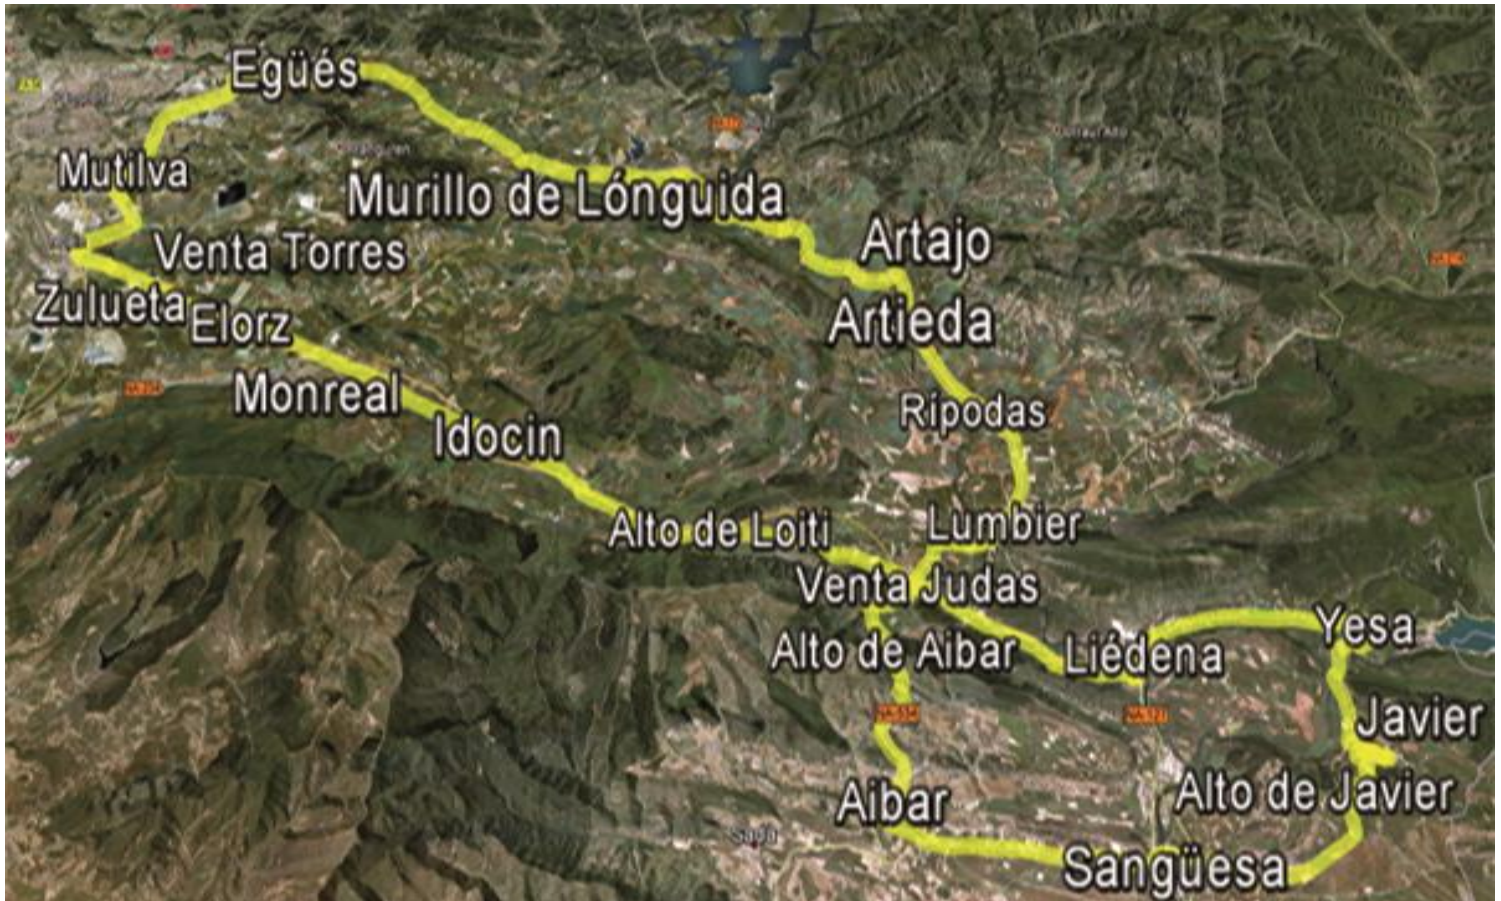 Egüés
Mutilva
Murillo de Lónguida
Venta Torres
Artajo
Zulueta
Elorz
Artieda
Monreal
Idocin
Ripodas
Alto de Loiti
Lumbier
Venta Judas
Alto de Aibar
Liédena
Yesa
Javier
Alto de Javier
Aibar
Sangüesa